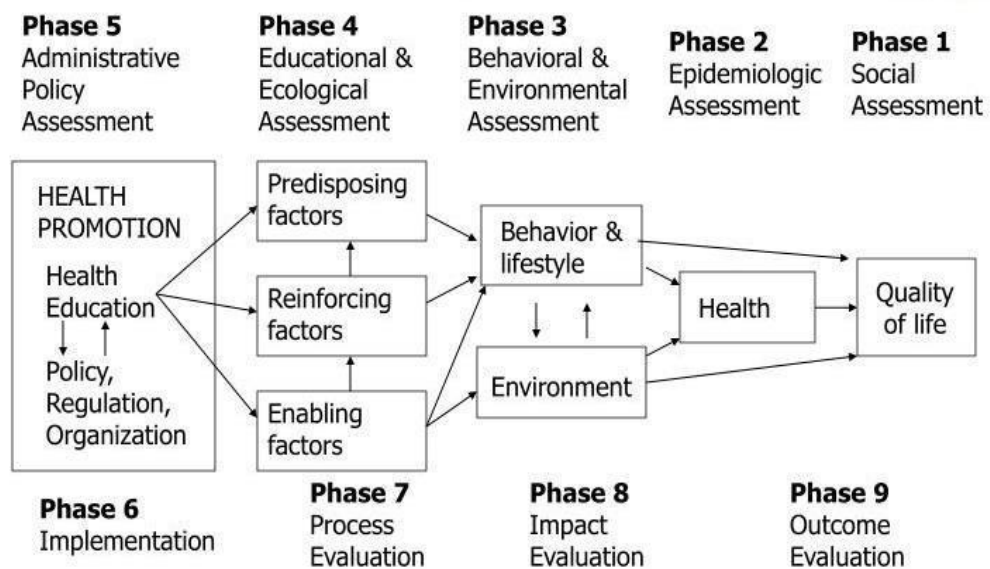 Phase 5
Administrative
Policy
Assessment
Phase 4
Educational &
Ecological
Assessment
Phase 3
Behavioral &
Environmental
Assessment
Phase 2
Epidemiologic
Assessment
Phase 1
Social
Assessment
HEALTH
PROMOTION
Health
Education
Policy,
Regulation,
Organization
Predisposing
factors
Reinforcing
factors
Enabling
factors
Behavior &
lifestyle
Environment
Health
Quality
of life
Phase 6
Implementation
Phase 7
Process
Evaluation
Phase 8
Impact
Evaluation
Phase 9
Outcome
Evaluation